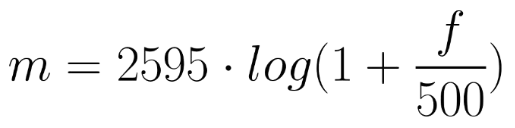 m = 2595 · log(1 + f/500)